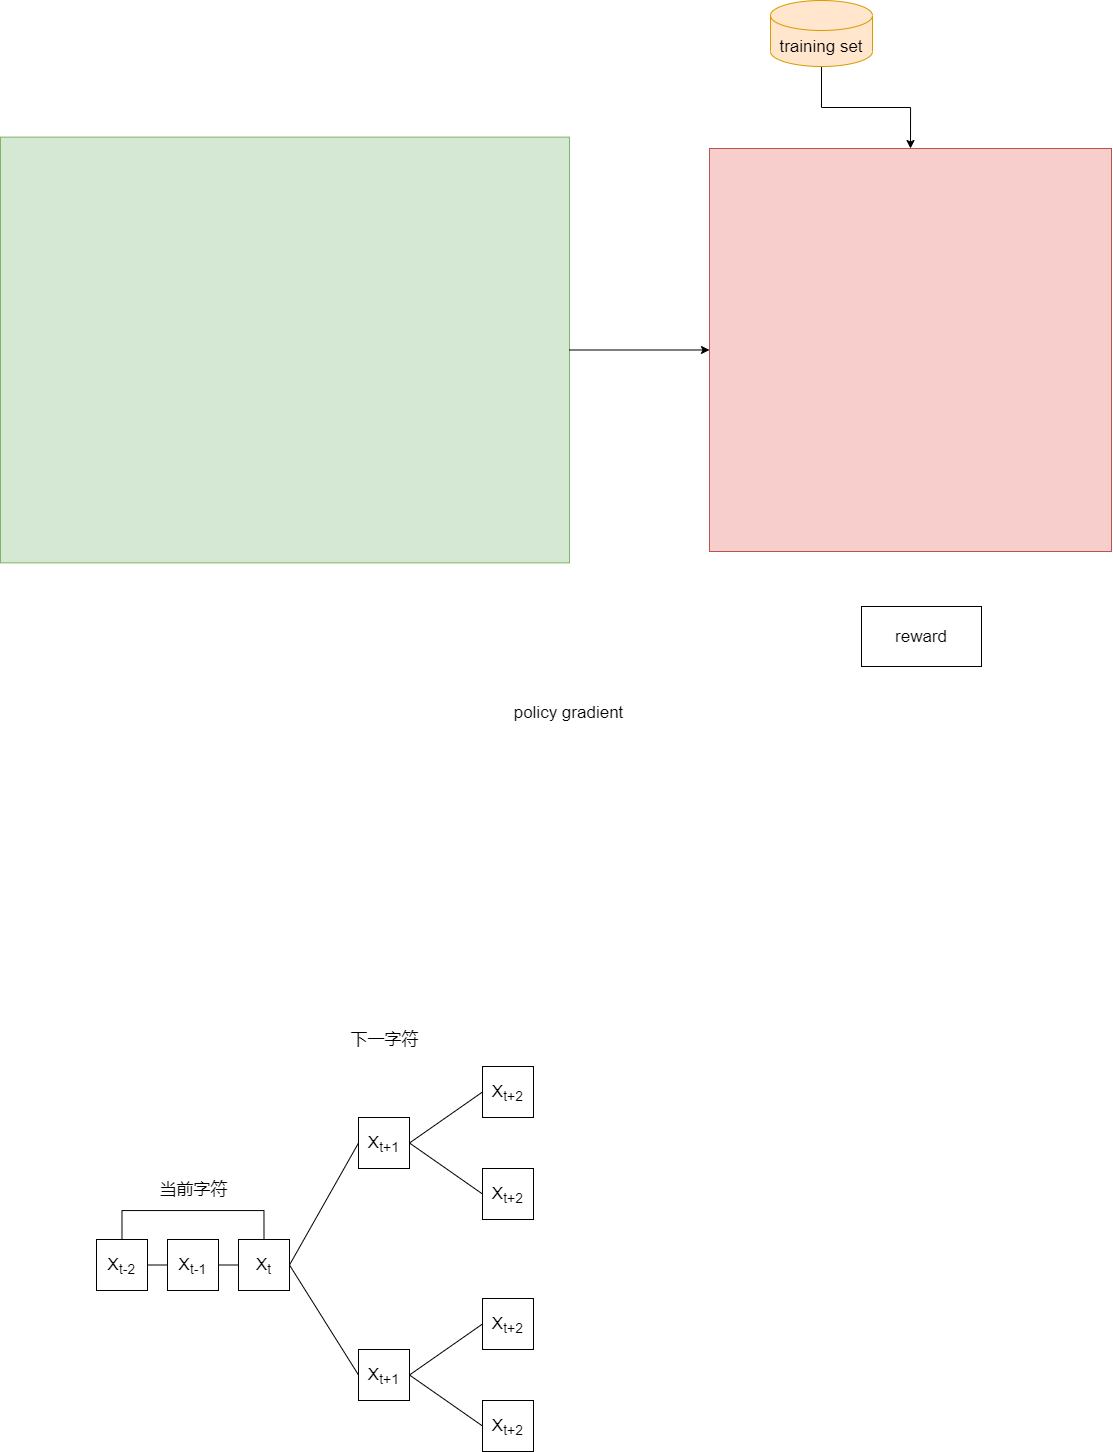 training set
reward
policy gradient
下一字符
X_{t+2}
X_{t+1}
X_{t+2}
当前字符
X_{t-2}
X_{t-1}
X_t
X_{t+2}
X_{t+1}
X_{t+2}